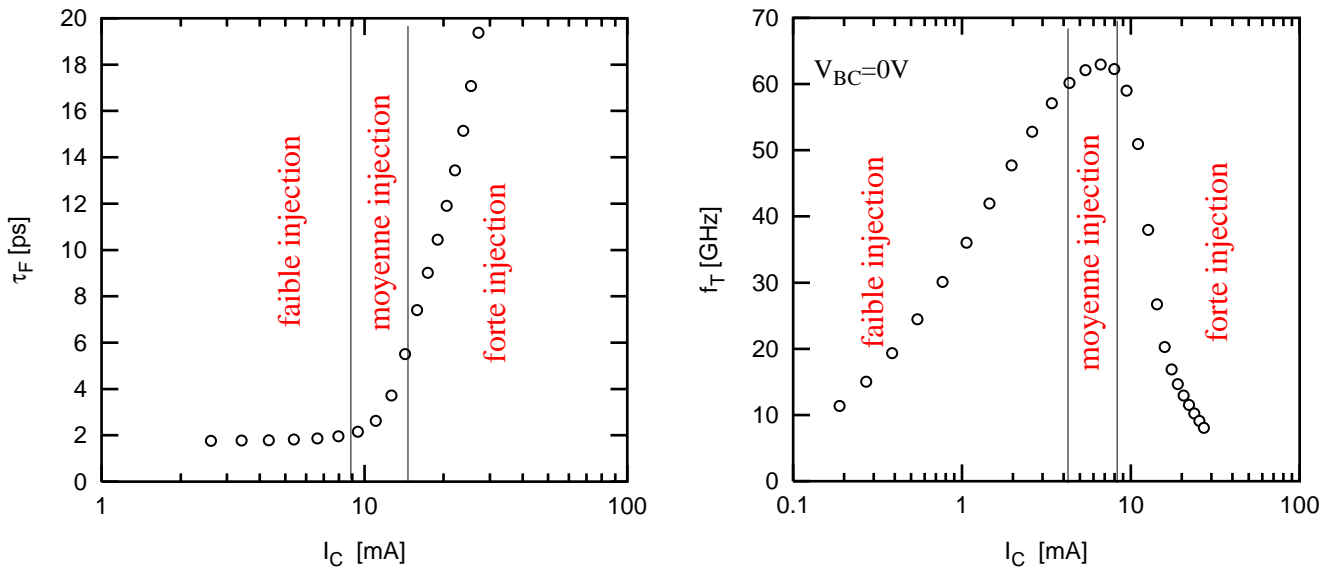 20
18
16
14
12
10
8
6
4
2
0
τF [ps]
faible injection
moyenne injection
forte injection
1
10
100
IC [mA]
70
60
50
40
30
20
10
0
fT [GHz]
VBC=0V
faible injection
moyenne injection
forte injection
0.1
1
10
100
IC [mA]